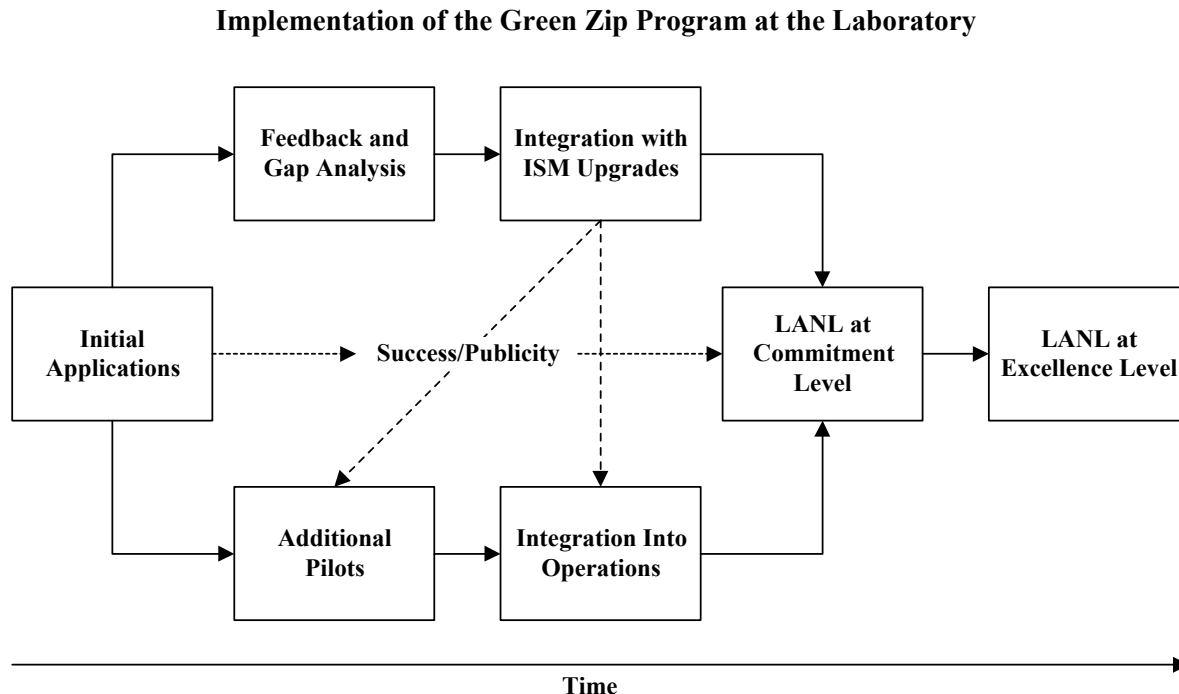 Implementation of the Green Zip Program at the Laboratory
Feedback and
Gap Analysis
Integration with
ISM Upgrades
Initial
Applications
Success/Publicity
LANL at
Commitment
Level
LANL at
Excellence Level
Additional
Pilots
Integration Into
Operations
Time